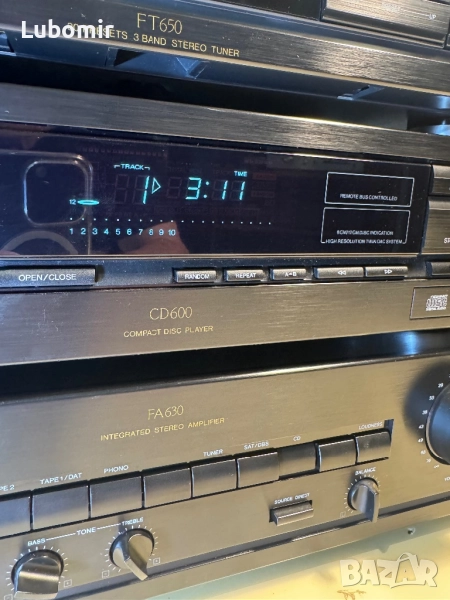 Lubomir
FT650
PRESETS 3 BAND STEREO TUNER
TRACK
TIME
1 3:11
12
1 2 3 4 5 6 7 8 9 10
REMOTE BUS CONTROLLED
HIGH RESOLUTION TWIN DAC SYSTEM
OPEN/CLOSE
RANDOM
REPEAT
A-B
CD600
COMPACT DISC PLAYER
FA630
INTEGRATED STEREO AMPLIFIER
TAPE 1/DAT
PHONO
TUNER
SAT/DBS
CD
LOUDNESS
SOURCE DIRECT
BALANCE
BASS
TONE
TREBLE
BAZAR